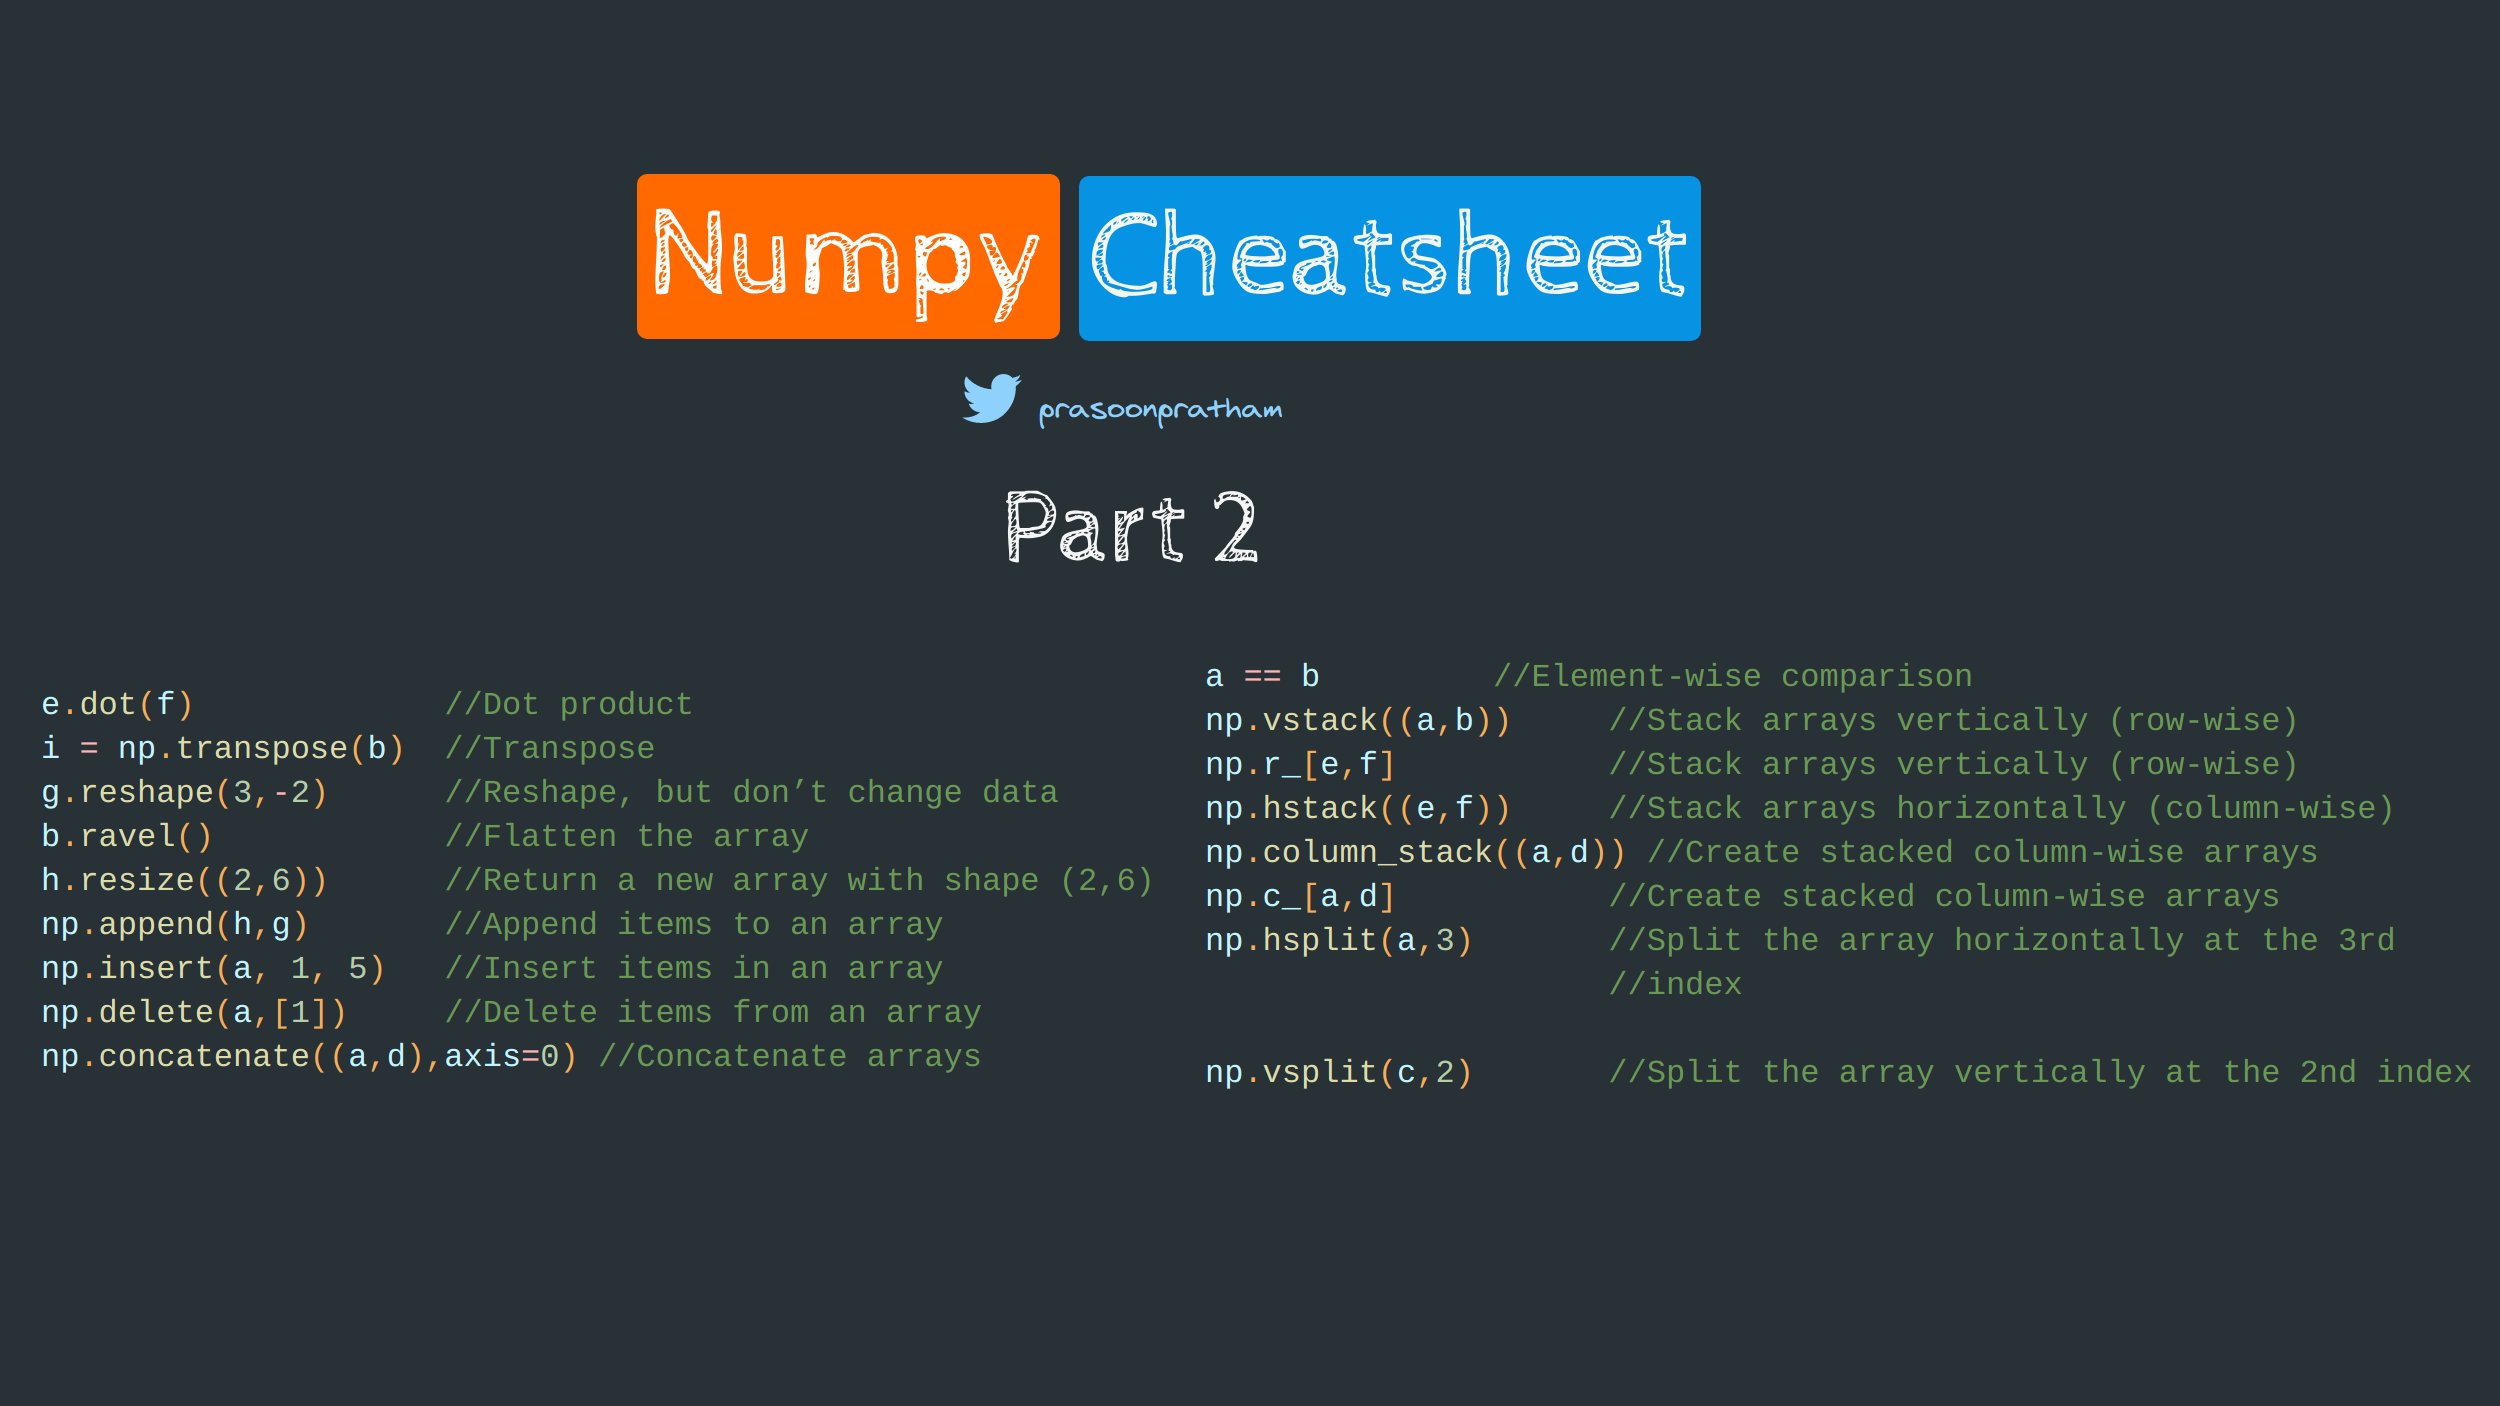 Numpy Cheatsheet
prasoonpratham
Part 2
e.dot(f) //Dot product
i = np.transpose(b) //Transpose
g.reshape(3,-2) //Reshape, but don’t change data
b.ravel() //Flatten the array
h.resize((2,6)) //Return a new array with shape (2,6)
np.append(h,g) //Append items to an array
np.insert(a, 1, 5) //Insert items in an array
np.delete(a,[1]) //Delete items from an array
np.concatenate((a,d),axis=0) //Concatenate arrays
a == b //Element-wise comparison
np.vstack((a,b)) //Stack arrays vertically (row-wise)
np.r_[e,f] //Stack arrays vertically (row-wise)
np.hstack((e,f)) //Stack arrays horizontally (column-wise)
np.column_stack((a,d)) //Create stacked column-wise arrays
np.c_[a,d] //Create stacked column-wise arrays
np.hsplit(a,3) //Split the array horizontally at the 3rd
//index
np.vsplit(c,2) //Split the array vertically at the 2nd index